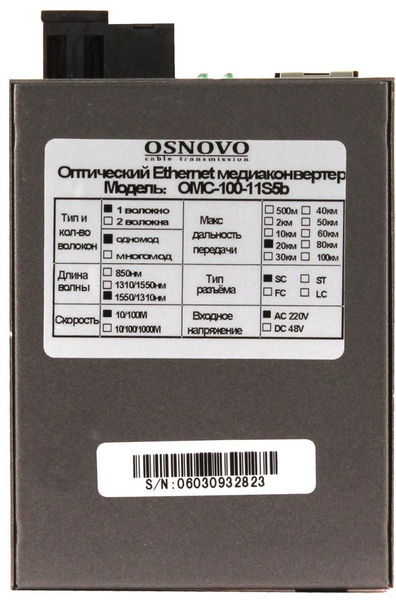 OSNOVO
cable transmission
Оптический Ethernet медиаконвертер
Модель: OMC-100-11S5b
Тип и кол-во волокон
■ 1 волокно
□ 2 волокна
■ одномод
□ многомод
Макс дальность передачи
□ 500м □ 40км
□ 2км □ 50км
□ 10км □ 60км
■ 20км □ 80км
□ 30км □ 100км
Длина волны
□ 850нм
□ 1310/1550нм
■ 1550/1310нм
Тип разъёма
■ SC □ ST
□ FC □ LC
Скорость
■ 10/100M
□ 10/100/1000M
Входное напряжение
■ AC 220V
□ DC 48V
S/N:06030932823